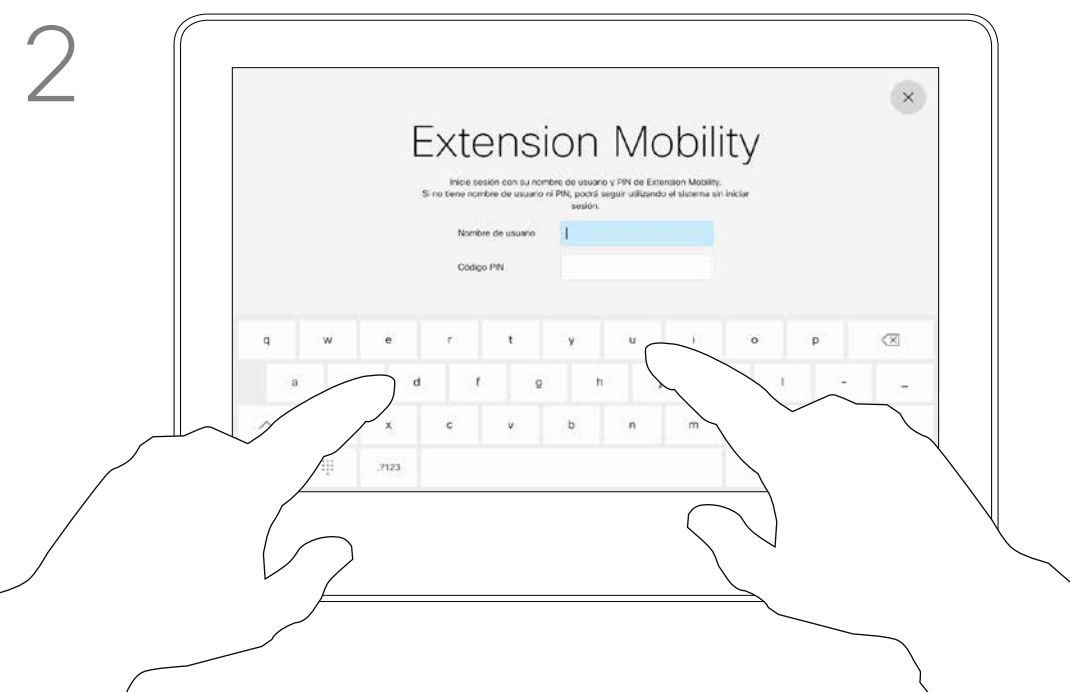 2
Extension Mobility
Inicie sesión con su nombre de usuario y PIN de Extension Mobility.
Si no tiene nombre de usuario ni PIN, podrá seguir utilizando el sistema sin iniciar
sesión.
Nombre de usuario
Código PIN
q w e r t y u i o p
a d f g h l - _
x c v b n m
.?123